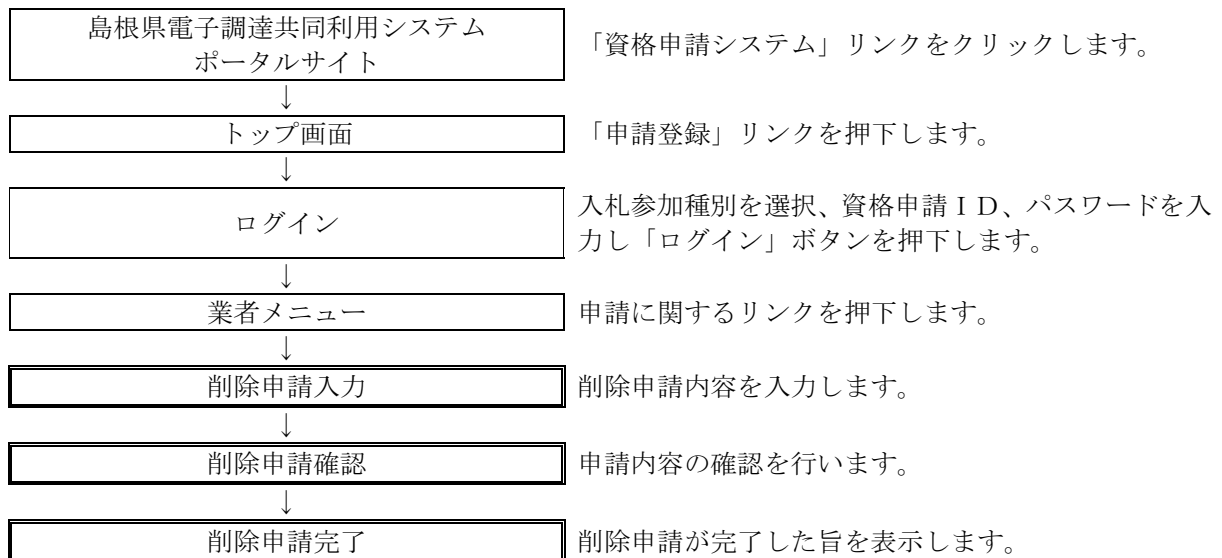 島根県電子調達共同利用システム
ポータルサイト
「資格申請システム」リンクをクリックします。
↓
トップ画面
「申請登録」リンクを押下します。
↓
ログイン
入札参加種別を選択、資格申請ＩＤ、パスワードを入
力し「ログイン」ボタンを押下します。
↓
業者メニュー
申請に関するリンクを押下します。
↓
削除申請入力
削除申請内容を入力します。
↓
削除申請確認
申請内容の確認を行います。
↓
削除申請完了
削除申請が完了した旨を表示します。